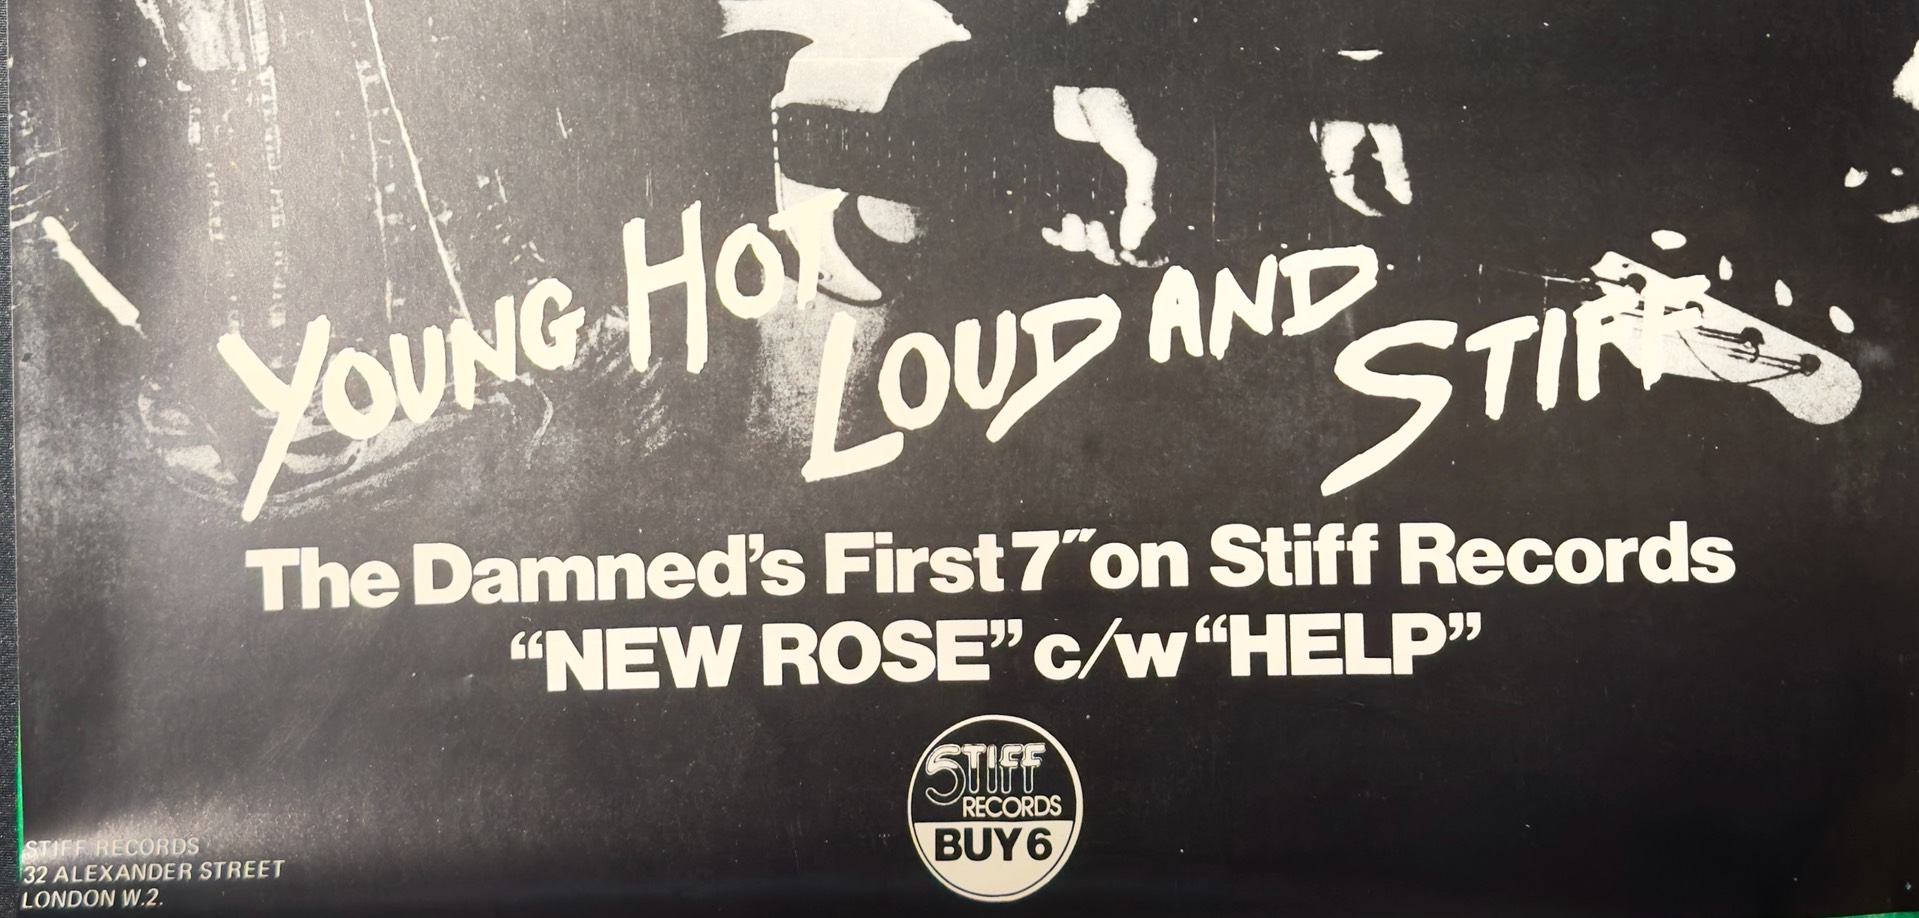 YOUNG HOT
LOUD AND
STIFF
The Damned's First 7" on Stiff Records
“NEW ROSE” c/w “HELP”
STIFF
RECORDS
BUY 6
STIFF RECORDS
32 ALEXANDER STREET
LONDON W.2.